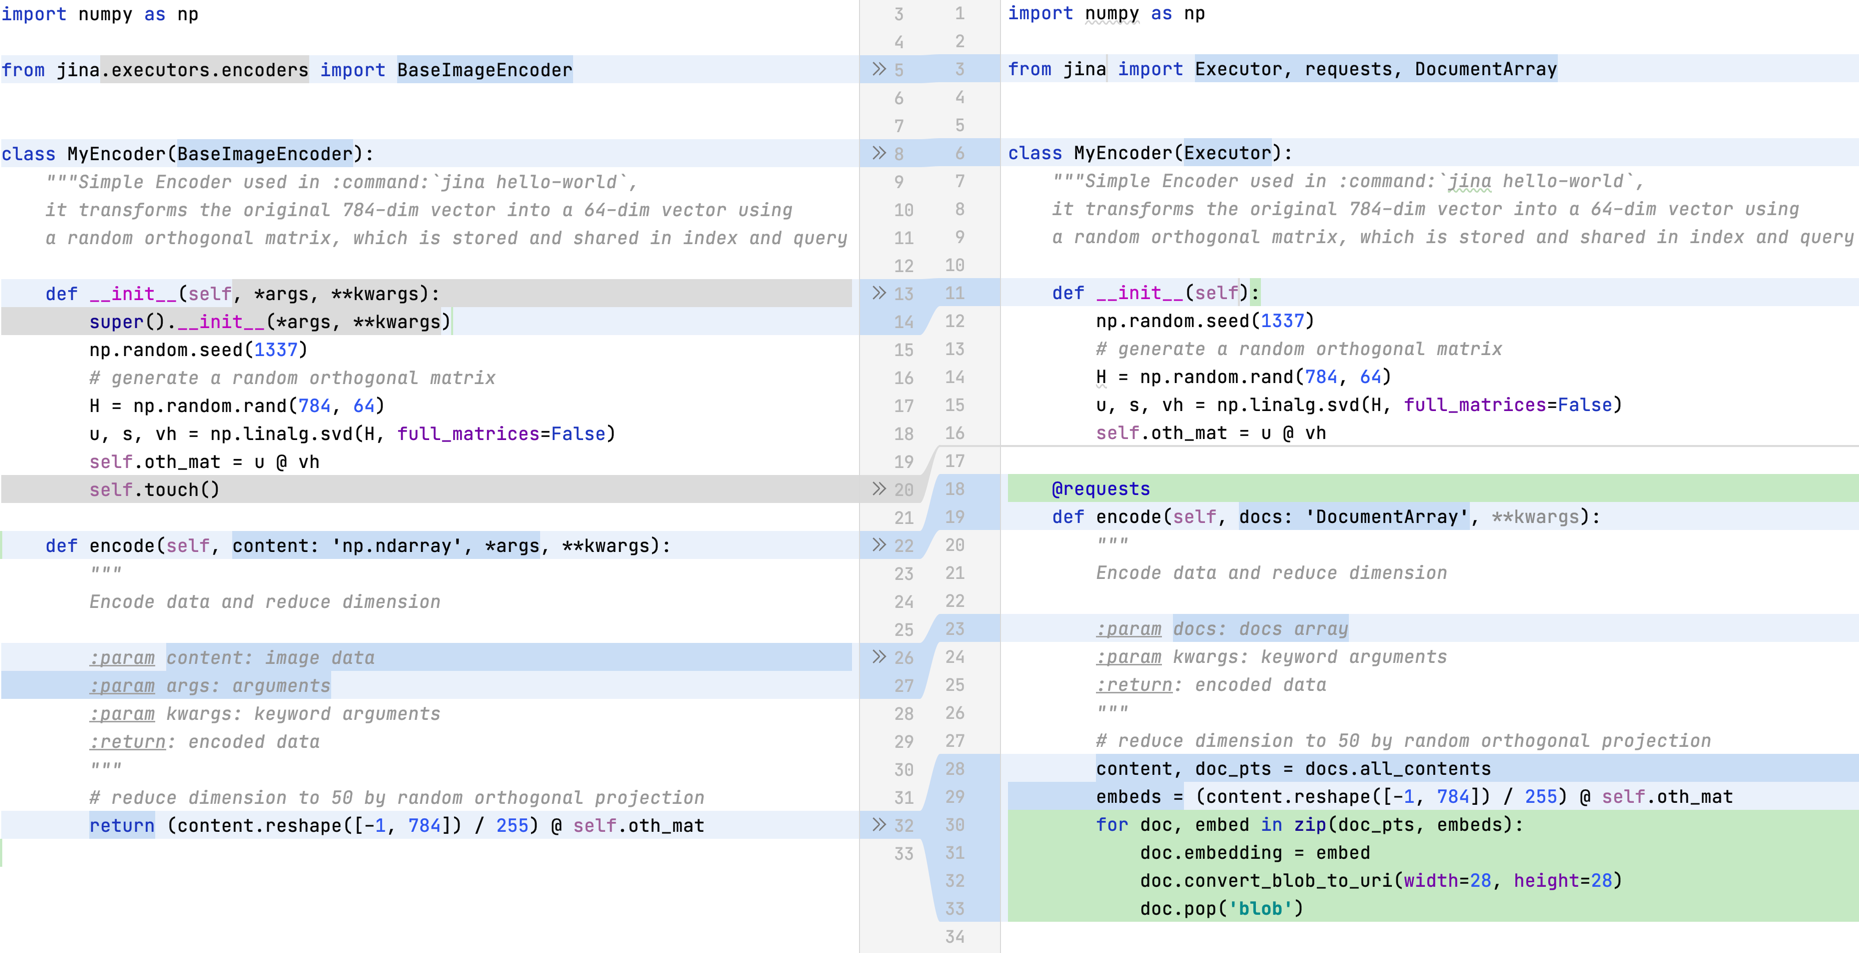 import numpy as np
from jina.executors.encoders import BaseImageEncoder
class MyEncoder(BaseImageEncoder):
"""Simple Encoder used in :command:`jina hello-world`,
it transforms the original 784-dim vector into a 64-dim vector using
a random orthogonal matrix, which is stored and shared in index and query
def __init__(self, *args, **kwargs):
super().__init__(*args, **kwargs)
np.random.seed(1337)
# generate a random orthogonal matrix
H = np.random.rand(784, 64)
u, s, vh = np.linalg.svd(H, full_matrices=False)
self.oth_mat = u @ vh
self.touch()
def encode(self, content: 'np.ndarray', *args, **kwargs):
"""
Encode data and reduce dimension
:param content: image data
:param args: arguments
:param kwargs: keyword arguments
:return: encoded data
"""
# reduce dimension to 50 by random orthogonal projection
return (content.reshape([-1, 784]) / 255) @ self.oth_mat
3 1
4 2
>> 5 3
6 4
7 5
>> 8 6
9 7
10 8
11 9
12 10
>> 13 11
14 12
15 13
16 14
17 15
18 16
19 17
>> 20 18
21 19
>> 22 20
23 21
24 22
25 23
>> 26 24
27 25
28 26
29 27
30 28
31 29
>> 32 30
33 31
32
33
34
import numpy as np
from jina import Executor, requests, DocumentArray
class MyEncoder(Executor):
"""Simple Encoder used in :command:`jina hello-world`,
it transforms the original 784-dim vector into a 64-dim vector using
a random orthogonal matrix, which is stored and shared in index and query
def __init__(self):
np.random.seed(1337)
# generate a random orthogonal matrix
H = np.random.rand(784, 64)
u, s, vh = np.linalg.svd(H, full_matrices=False)
self.oth_mat = u @ vh
@requests
def encode(self, docs: 'DocumentArray', **kwargs):
"""
Encode data and reduce dimension
:param docs: docs array
:param kwargs: keyword arguments
:return: encoded data
"""
# reduce dimension to 50 by random orthogonal projection
content, doc_pts = docs.all_contents
embeds = (content.reshape([-1, 784]) / 255) @ self.oth_mat
for doc, embed in zip(doc_pts, embeds):
doc.embedding = embed
doc.convert_blob_to_uri(width=28, height=28)
doc.pop('blob')